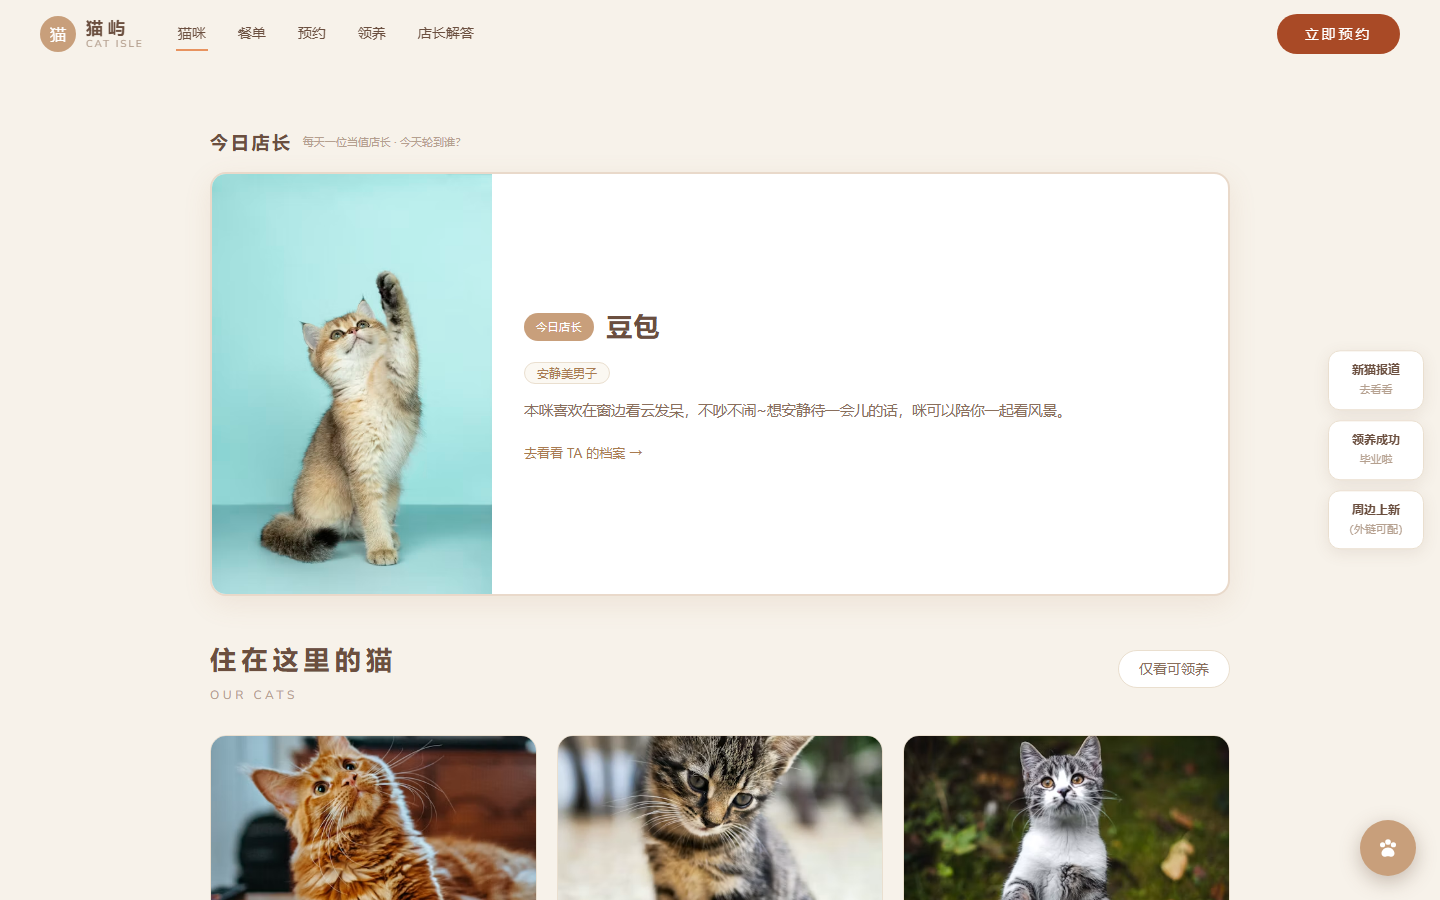 猫
猫屿
CAT ISLE
猫咪
餐单
预约
领养
店长解答
立即预约
今日店长
每天一位当值店长 · 今天轮到谁?
今日店长
豆包
安静美男子
本咪喜欢在窗边看云发呆，不吵不闹~想安静待一会儿的话，咪可以陪你一起看风景。
去看看 TA 的档案 →
新猫报道
去看看
领养成功
毕业啦
周边上新
(外链可配)
住在这里的猫
OUR CATS
仅看可领养